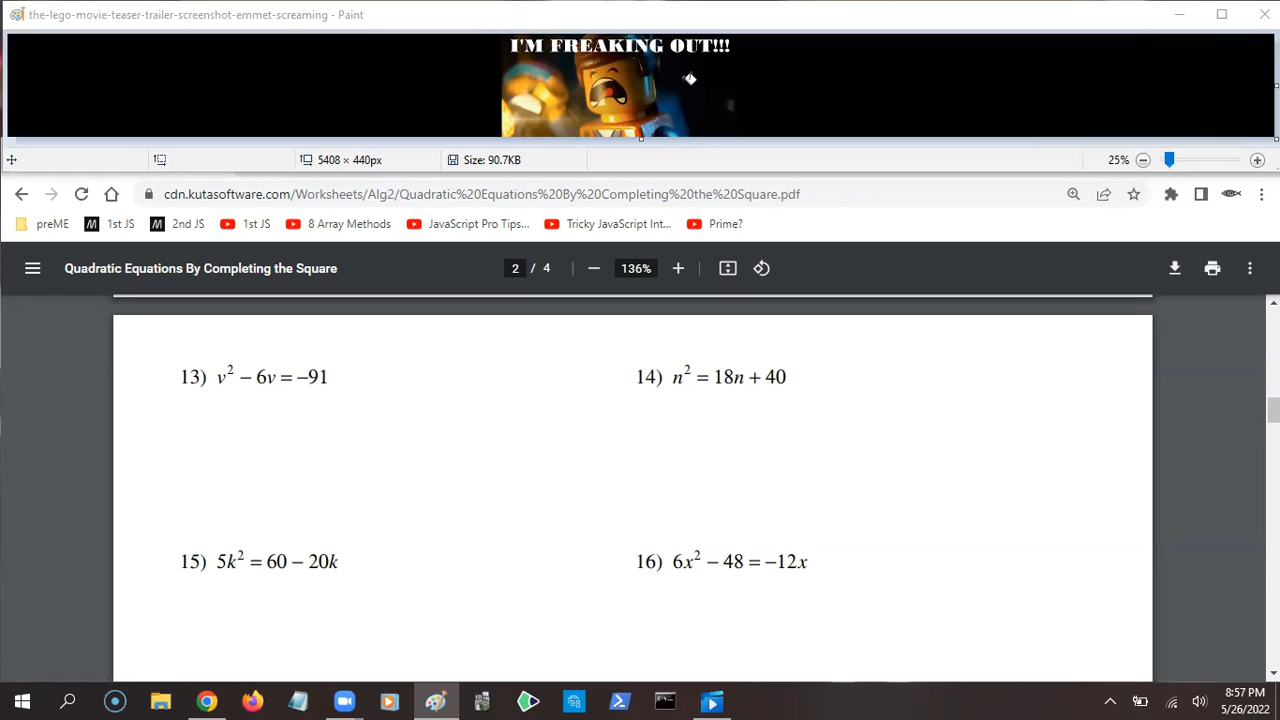 the-lego-movie-teaser-trailer-screenshot-emmet-screaming - Paint
I'M FREAKING OUT!!!
5408 × 440px
Size: 90.7KB
25%
cdn.kutasoftware.com/Worksheets/Alg2/Quadratic%20Equations%20By%20Completing%20the%20Square.pdf
preME 1st JS 2nd JS 1st JS 8 Array Methods JavaScript Pro Tips... Tricky JavaScript Int... Prime?
Quadratic Equations By Completing the Square 2 / 4 136%
13) v² − 6v = −91 14) n² = 18n + 40
15) 5k² = 60 − 20k 16) 6x² − 48 = −12x
8:57 PM
5/26/2022